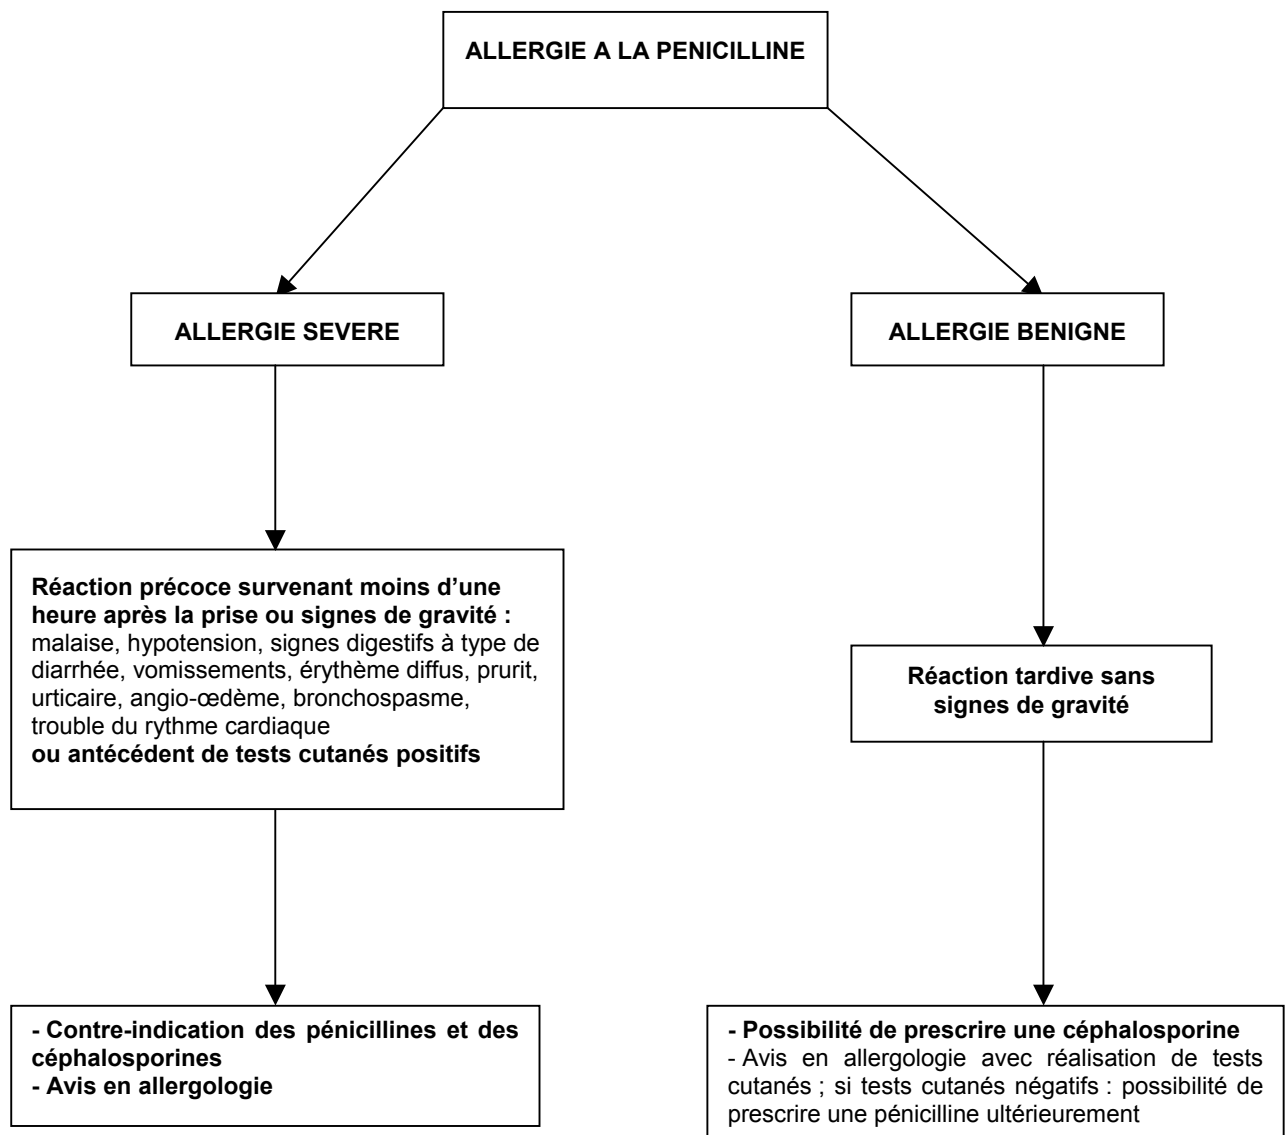 ALLERGIE A LA PENICILLINE
ALLERGIE SEVERE
ALLERGIE BENIGNE
Réaction précoce survenant moins d’une
heure après la prise ou signes de gravité :
malaise, hypotension, signes digestifs à type de
diarrhée, vomissements, érythème diffus, prurit,
urticaire, angio-œdème, bronchospasme,
trouble du rythme cardiaque
ou antécédent de tests cutanés positifs
Réaction tardive sans
signes de gravité
- Contre-indication des pénicillines et des
céphalosporines
- Avis en allergologie
- Possibilité de prescrire une céphalosporine
- Avis en allergologie avec réalisation de tests
cutanés ; si tests cutanés négatifs : possibilité de
prescrire une pénicilline ultérieurement